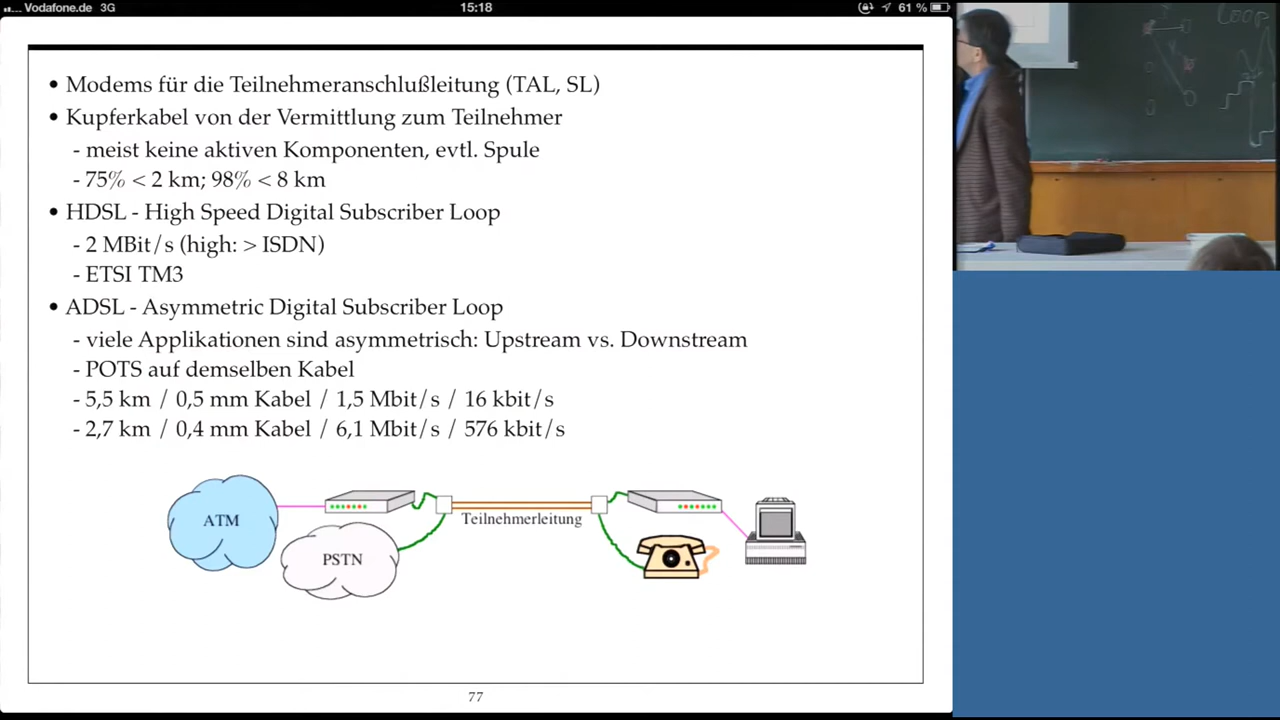 Vodafone.de 3G 15:18 61 %
• Modems für die Teilnehmeranschlußleitung (TAL, SL)
• Kupferkabel von der Vermittlung zum Teilnehmer
- meist keine aktiven Komponenten, evtl. Spule
- 75% < 2 km; 98% < 8 km
• HDSL - High Speed Digital Subscriber Loop
- 2 MBit/s (high: > ISDN)
- ETSI TM3
• ADSL - Asymmetric Digital Subscriber Loop
- viele Applikationen sind asymmetrisch: Upstream vs. Downstream
- POTS auf demselben Kabel
- 5,5 km / 0,5 mm Kabel / 1,5 Mbit/s / 16 kbit/s
- 2,7 km / 0,4 mm Kabel / 6,1 Mbit/s / 576 kbit/s
ATM
Teilnehmerleitung
PSTN
77
Loop